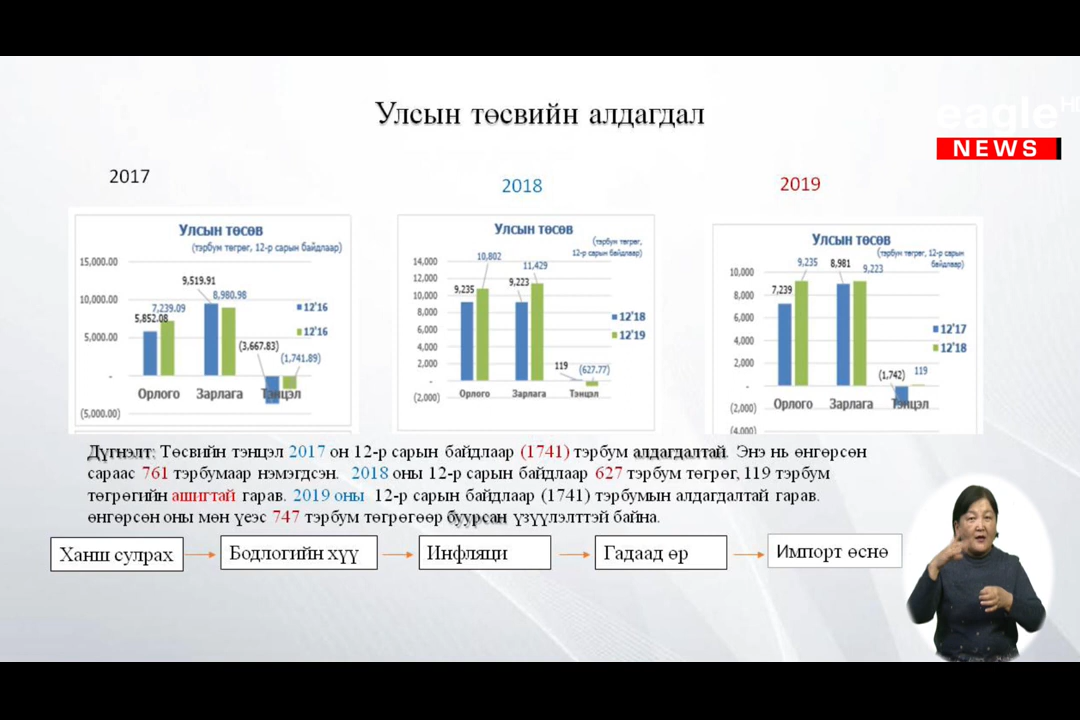 Улсын төсвийн алдагдал
eagle HD
NEWS
2017
2018
2019
Улсын төсөв
(тэрбум төгрөг, 12-р сарын байдлаар)
15,000.00
10,000.00
5,000.00
-
(5,000.00)
5,852.08
7,239.09
9,519.91
8,980.98
(3,667.83)
(1,741.89)
Орлого
Зарлага
Тэнцэл
12'16
12'16
Улсын төсөв
(тэрбум төгрөг,
12-р сарын байдлаар)
14,000
12,000
10,000
8,000
6,000
4,000
2,000
-
(2,000)
9,235
10,802
9,223
11,429
119
(627.77)
Орлого
Зарлага
Тэнцэл
12'18
12'19
Улсын төсөв
(тэрбум төгрөг, 12-р сарын
байдлаар)
10,000
8,000
6,000
4,000
2,000
-
(2,000)
(4,000)
7,239
9,235
8,981
9,223
(1,742)
119
Орлого
Зарлага
Тэнцэл
12'17
12'18
Дүгнэлт: Төсвийн тэнцэл 2017 он 12-р сарын байдлаар (1741) тэрбум алдагдалтай. Энэ нь өнгөрсөн
сараас 761 тэрбумаар нэмэгдсэн. 2018 оны 12-р сарын байдлаар 627 тэрбум төгрөг, 119 тэрбум
төгрөгийн ашигтай гарав. 2019 оны 12-р сарын байдлаар (1741) тэрбумын алдагдалтай гарав.
өнгөрсөн оны мөн үеэс 747 тэрбум төгрөгөөр буурсан үзүүлэлттэй байна.
Ханш сулрах
Бодлогийн хүү
Инфляци
Гадаад өр
Импорт өснө